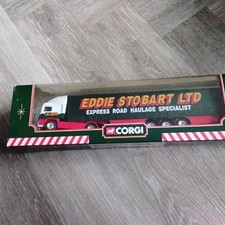 EDDIE STOBART LTD
EXPRESS ROAD HAULAGE SPECIALIST
CORGI